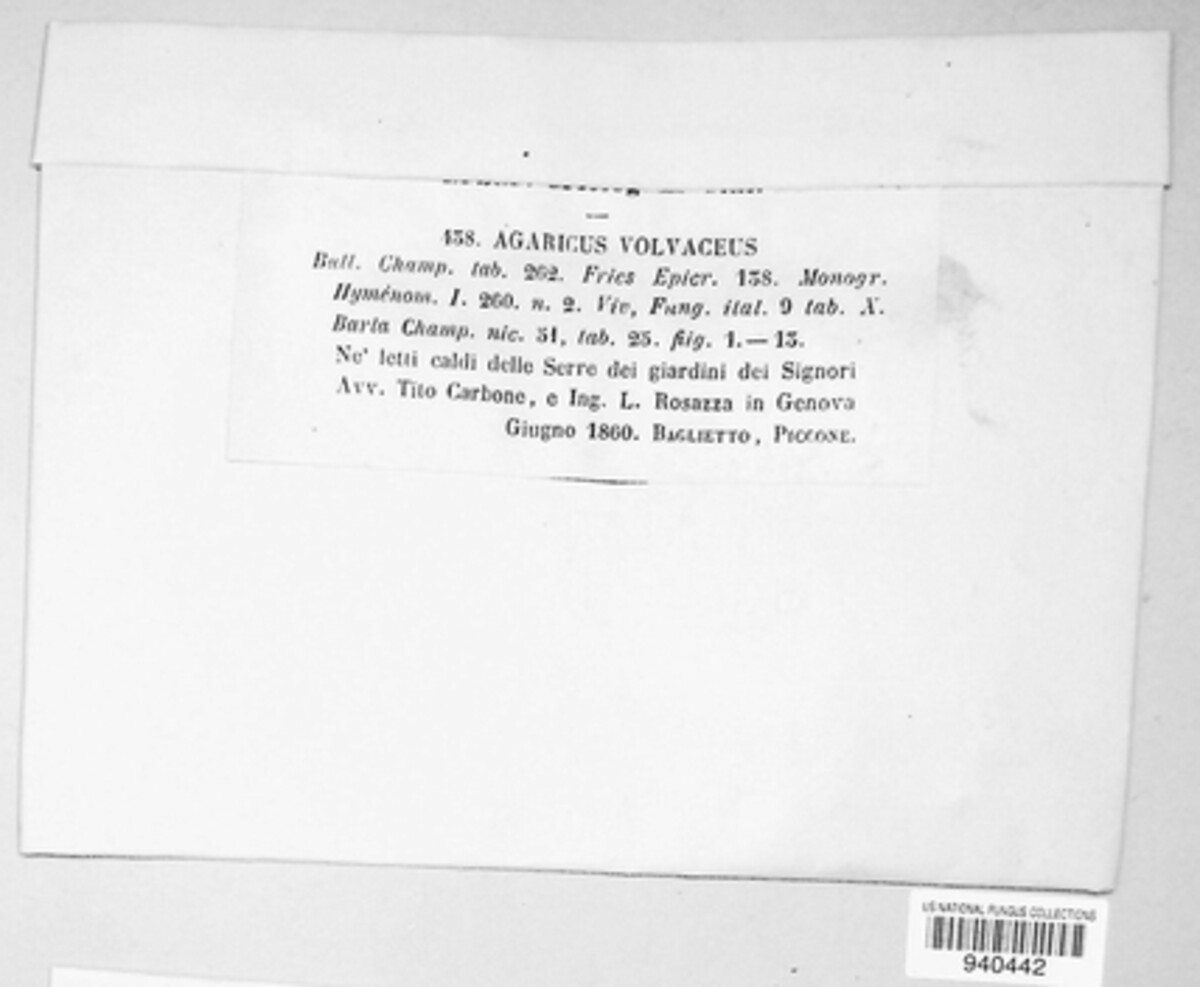 438. AGARICUS VOLVACEUS
Bull. Champ. tab. 262. Fries Epicr. 138. Monogr.
Hyménom. I. 260. n. 2. Viv, Fung. ital. 9 tab. X.
Barla Champ. nic. 31, tab. 25. fig. 1.—13.
Ne' letti caldi delle Serre dei giardini dei Signori
Avv. Tito Carbone, e Ing. L. Rosazza in Genova
Giugno 1860. BAGLIETTO, PICCONE.
US NATIONAL FUNGUS COLLECTIONS
940442